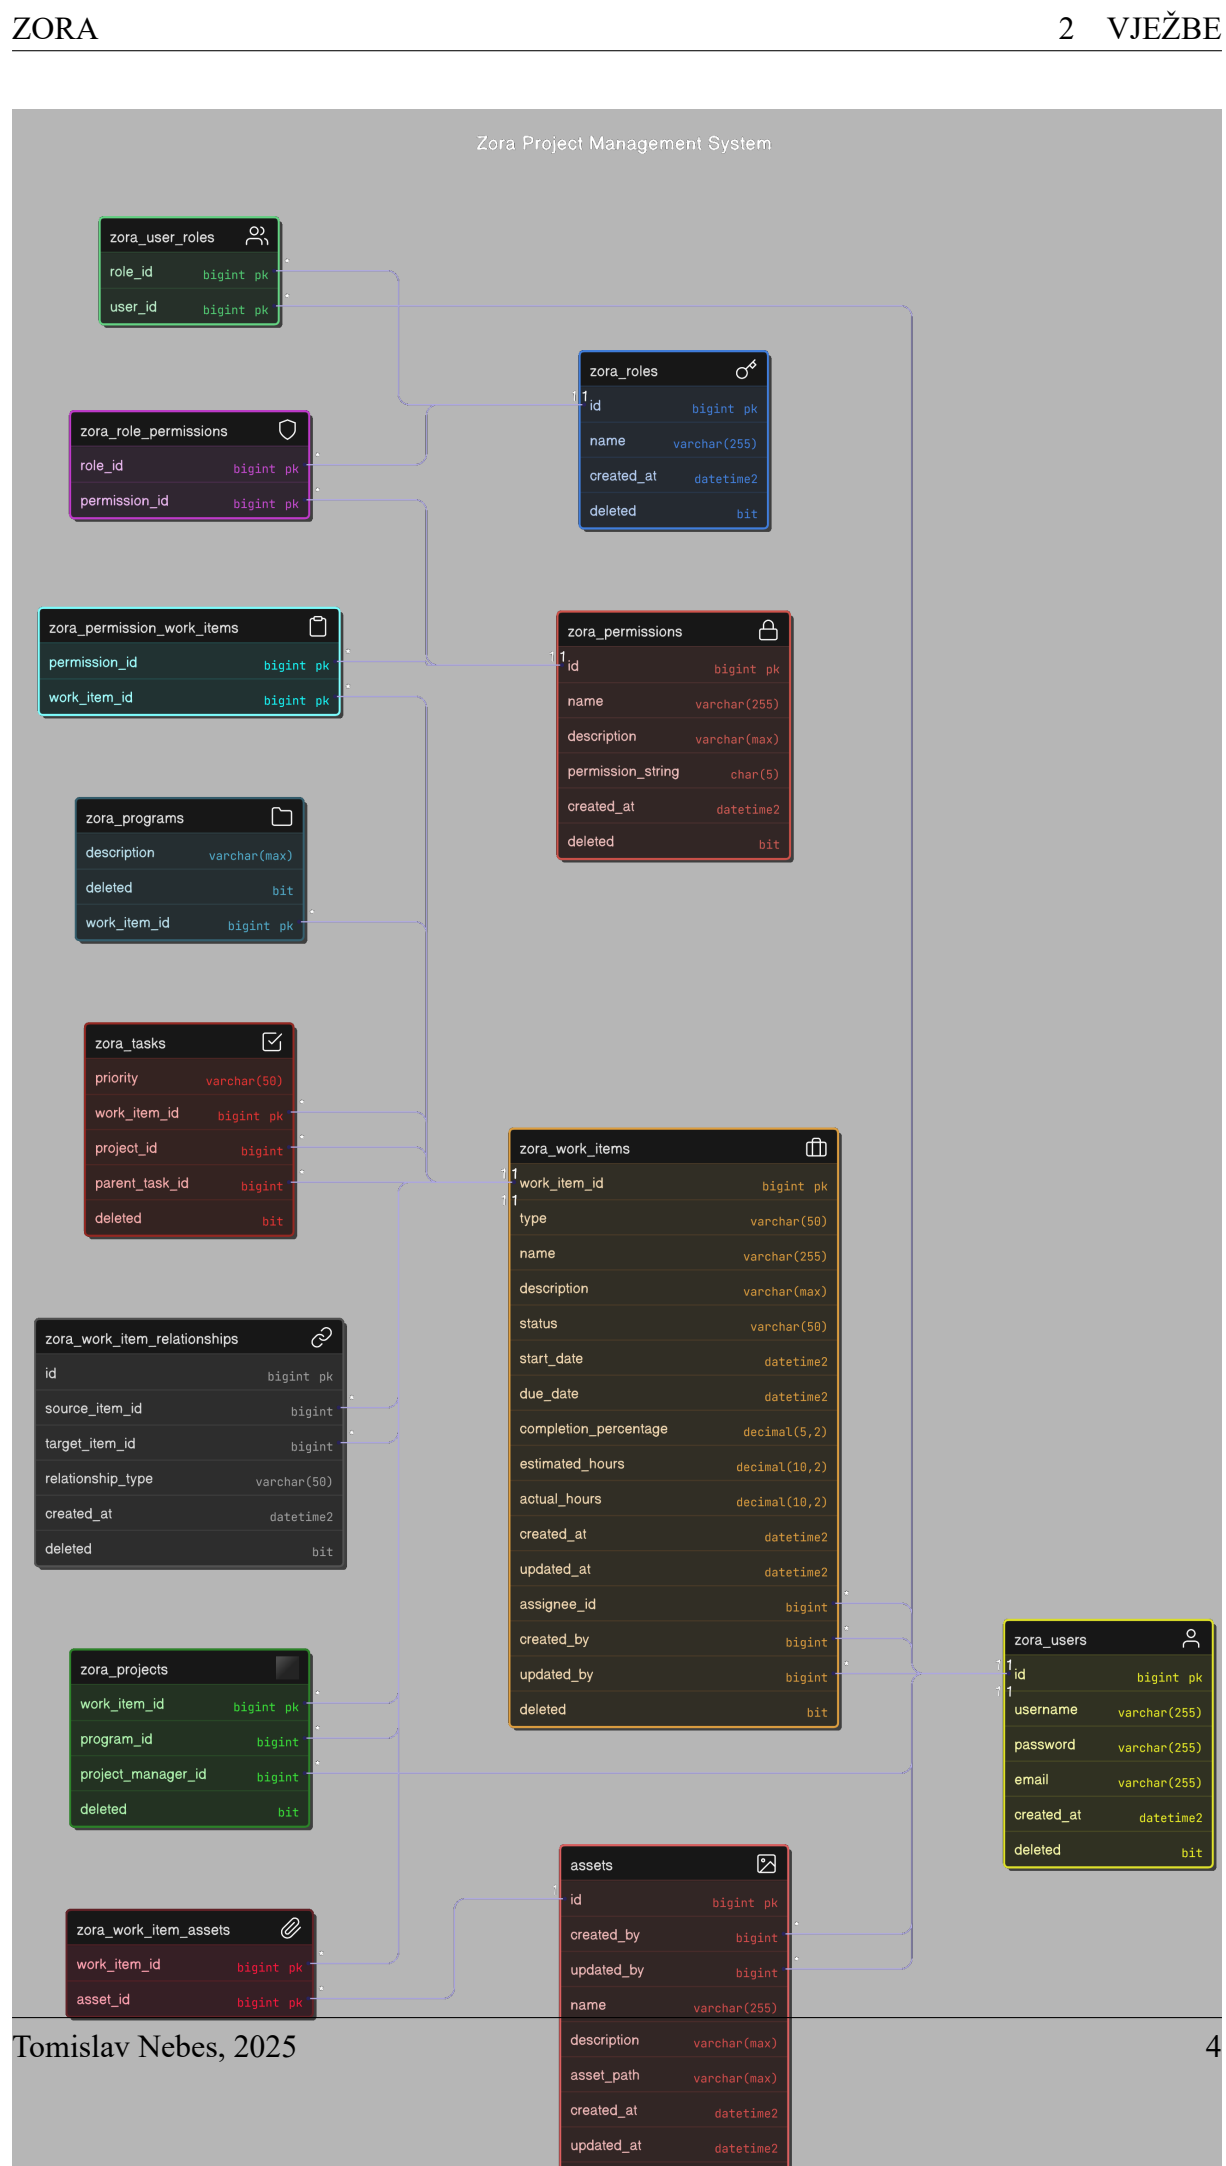 ZORA 2 VJEŽBE
Zora Project Management System
zora_user_roles
role_id bigint pk
user_id bigint pk
zora_roles
id bigint pk
name varchar(255)
created_at datetime2
deleted bit
zora_role_permissions
role_id bigint pk
permission_id bigint pk
zora_permission_work_items
permission_id bigint pk
work_item_id bigint pk
zora_permissions
id bigint pk
name varchar(255)
description varchar(max)
permission_string char(5)
created_at datetime2
deleted bit
zora_programs
description varchar(max)
deleted bit
work_item_id bigint pk
zora_tasks
priority varchar(50)
work_item_id bigint pk
project_id bigint
parent_task_id bigint
deleted bit
zora_work_items
work_item_id bigint pk
type varchar(50)
name varchar(255)
description varchar(max)
status varchar(50)
start_date datetime2
due_date datetime2
completion_percentage decimal(5,2)
estimated_hours decimal(10,2)
actual_hours decimal(10,2)
created_at datetime2
updated_at datetime2
assignee_id bigint
created_by bigint
updated_by bigint
deleted bit
zora_work_item_relationships
id bigint pk
source_item_id bigint
target_item_id bigint
relationship_type varchar(50)
created_at datetime2
deleted bit
zora_users
id bigint pk
username varchar(255)
password varchar(255)
email varchar(255)
created_at datetime2
deleted bit
zora_projects
work_item_id bigint pk
program_id bigint
project_manager_id bigint
deleted bit
assets
id bigint pk
created_by bigint
updated_by bigint
name varchar(255)
description varchar(max)
asset_path varchar(max)
created_at datetime2
updated_at datetime2
zora_work_item_assets
work_item_id bigint pk
asset_id bigint pk
Tomislav Nebes, 2025 4